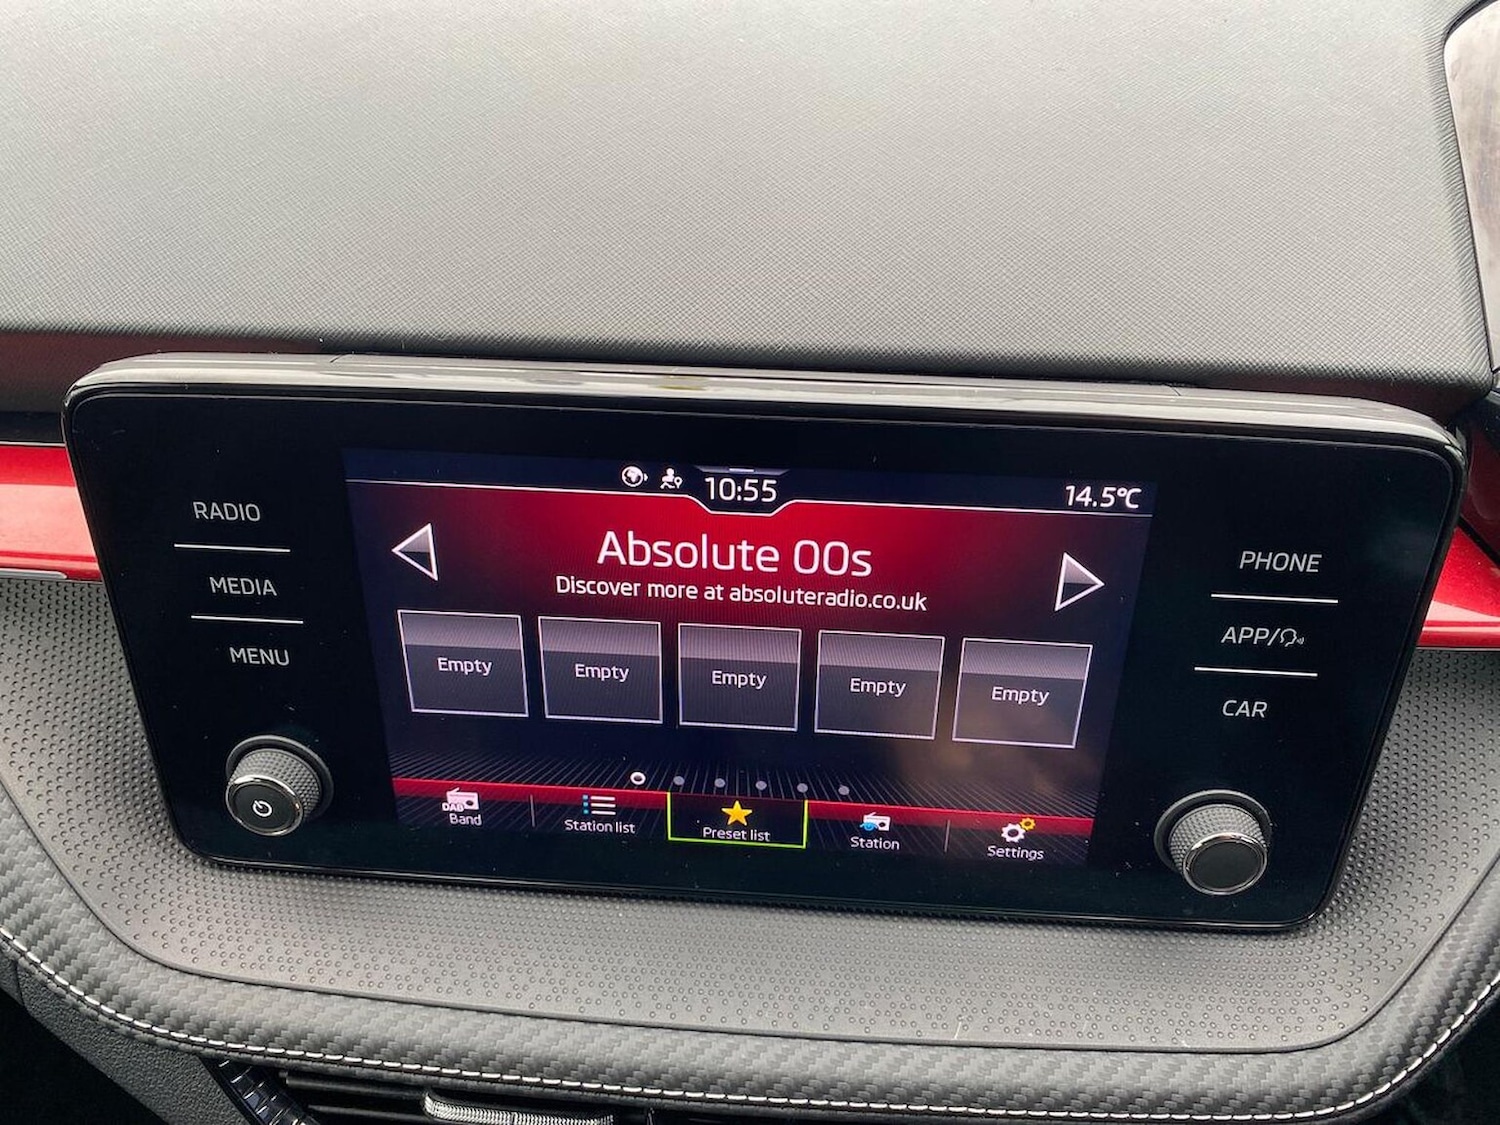 10:55
14.5°C
RADIO
MEDIA
MENU
Absolute 00s
Discover more at absoluteradio.co.uk
Empty
Empty
Empty
Empty
Empty
DAB
Band
Station list
Preset list
Station
Settings
PHONE
APP/
CAR